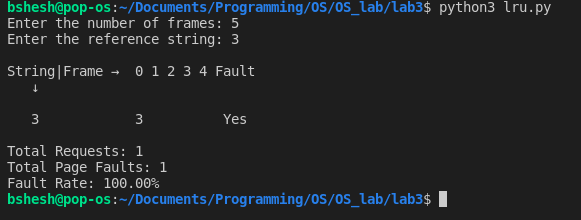 bshesh@pop-os:~/Documents/Programming/OS/OS_lab/lab3$ python3 lru.py
Enter the number of frames: 5
Enter the reference string: 3
String|Frame → 0 1 2 3 4 Fault
↓
3 3 Yes
Total Requests: 1
Total Page Faults: 1
Fault Rate: 100.00%
bshesh@pop-os:~/Documents/Programming/OS/OS_lab/lab3$